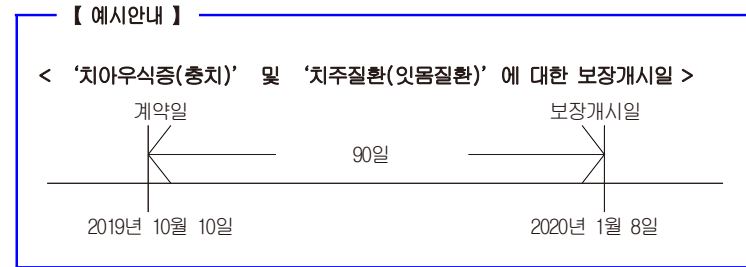 【 예시안내 】
< ‘치아우식증(충치)’ 및 ‘치주질환(잇몸질환)’ 에 대한 보장개시일 >
계약일 보장개시일
90일
2019년 10월 10일 2020년 1월 8일